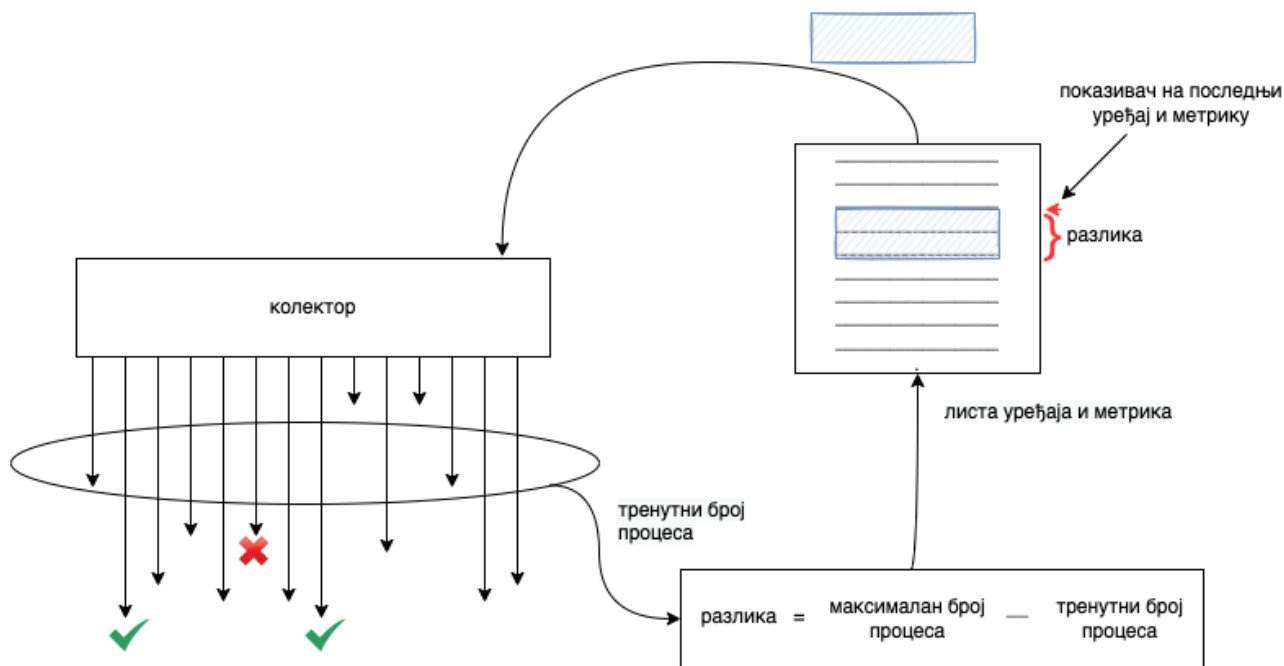 показивач на последњи
уређај и метрику
разлика
колектор
листа уређаја и метрика
тренутни број
процеса
разлика = максималан број — тренутни број
процеса процеса